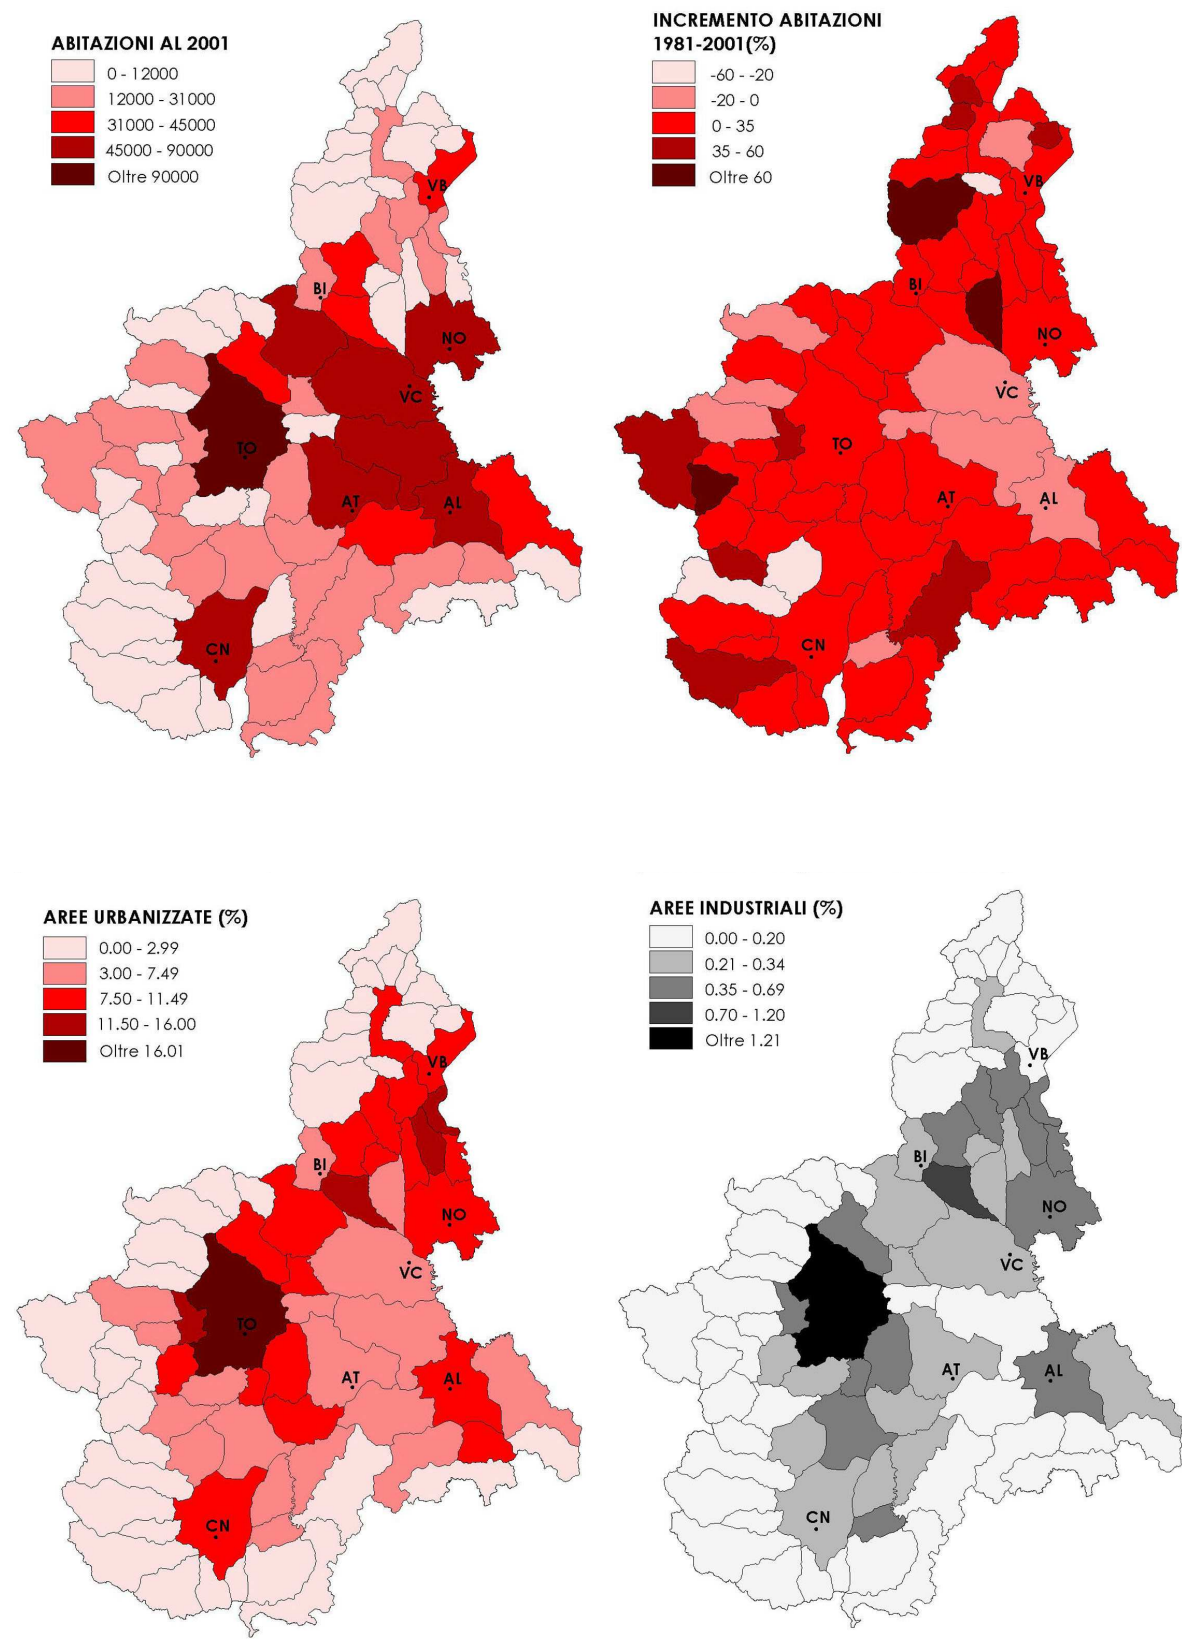 ABITAZIONI AL 2001
0 - 12000
12000 - 31000
31000 - 45000
45000 - 90000
Oltre 90000
VB
BI
NO
VC
TO
AT
AL
CN
INCREMENTO ABITAZIONI
1981-2001(%)
-60 - -20
-20 - 0
0 - 35
35 - 60
Oltre 60
VB
BI
NO
VC
TO
AT
AL
CN
AREE URBANIZZATE (%)
0.00 - 2.99
3.00 - 7.49
7.50 - 11.49
11.50 - 16.00
Oltre 16.01
VB
BI
NO
VC
TO
AT
AL
CN
AREE INDUSTRIALI (%)
0.00 - 0.20
0.21 - 0.34
0.35 - 0.69
0.70 - 1.20
Oltre 1.21
VB
BI
NO
VC
AT
AL
CN